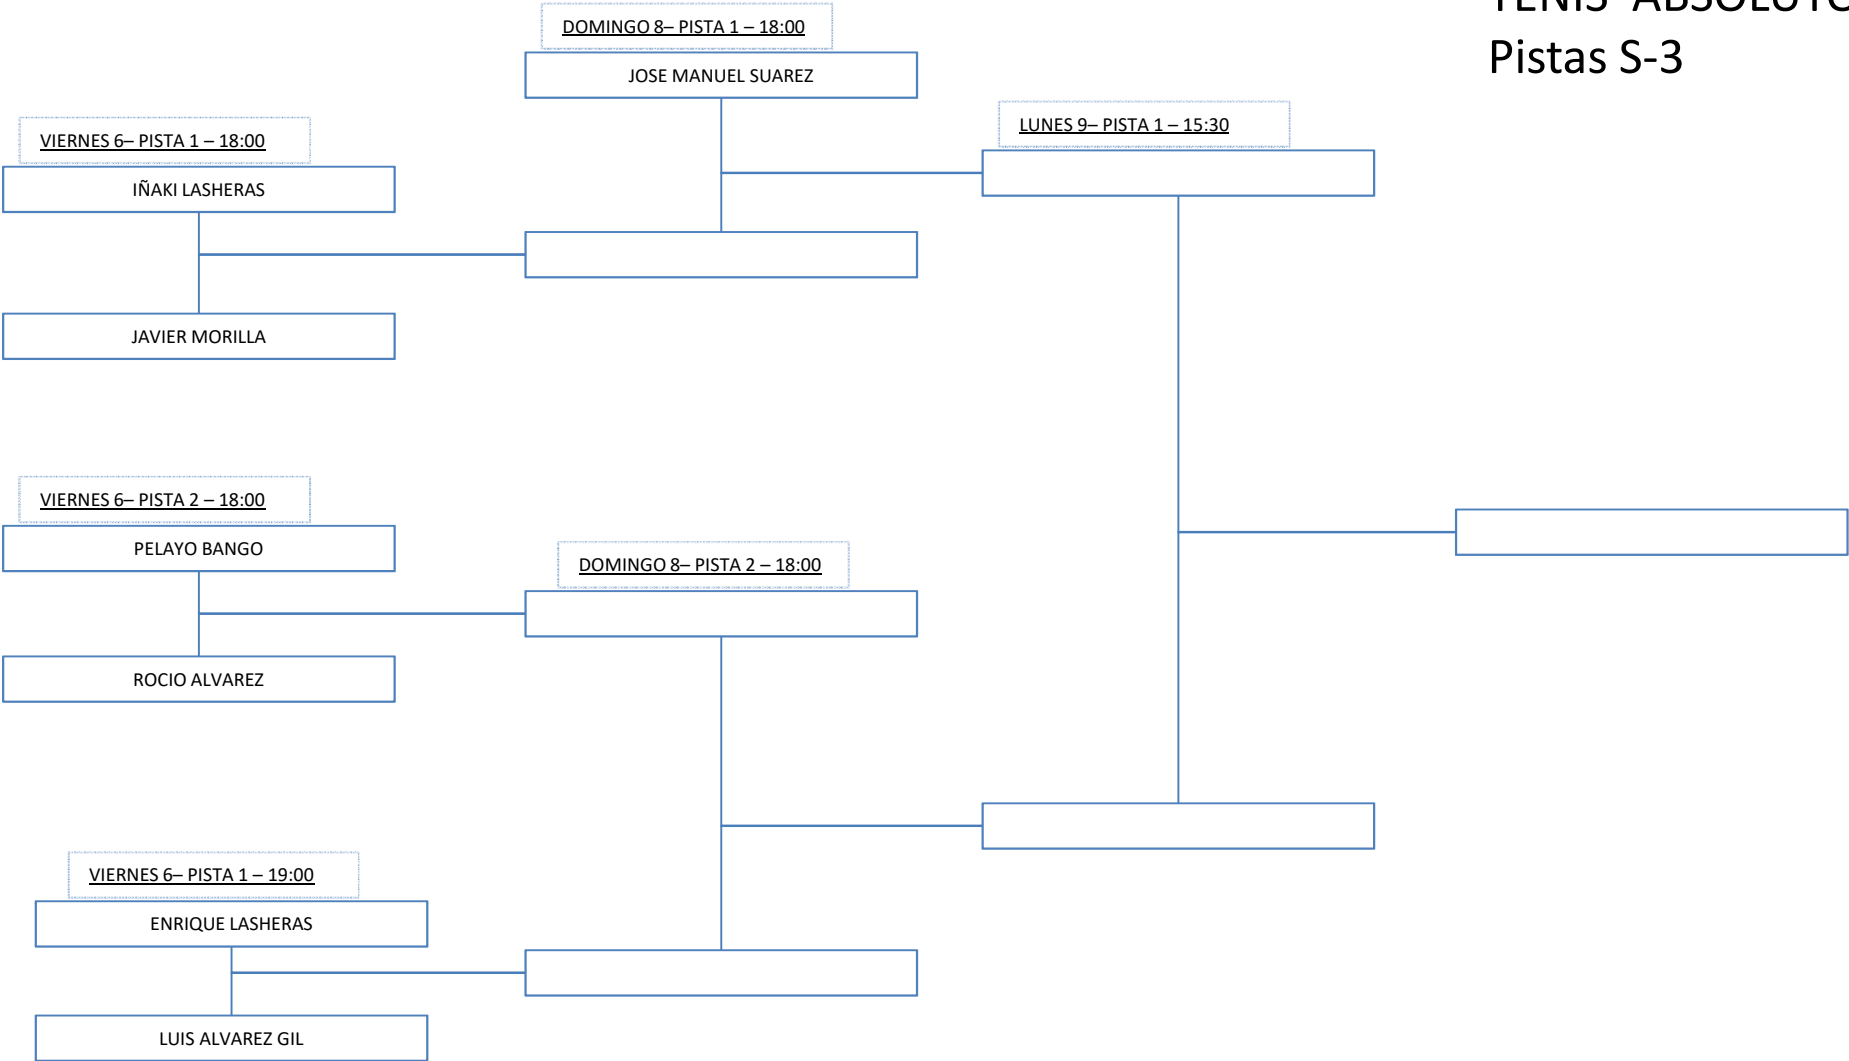 TENIS ABSOLUTO
Pistas S-3
DOMINGO 8– PISTA 1 – 18:00
JOSE MANUEL SUAREZ
LUNES 9– PISTA 1 – 15:30
VIERNES 6– PISTA 1 – 18:00
IÑAKI LASHERAS
JAVIER MORILLA
VIERNES 6– PISTA 2 – 18:00
PELAYO BANGO
ROCIO ALVAREZ
DOMINGO 8– PISTA 2 – 18:00
VIERNES 6– PISTA 1 – 19:00
ENRIQUE LASHERAS
LUIS ALVAREZ GIL